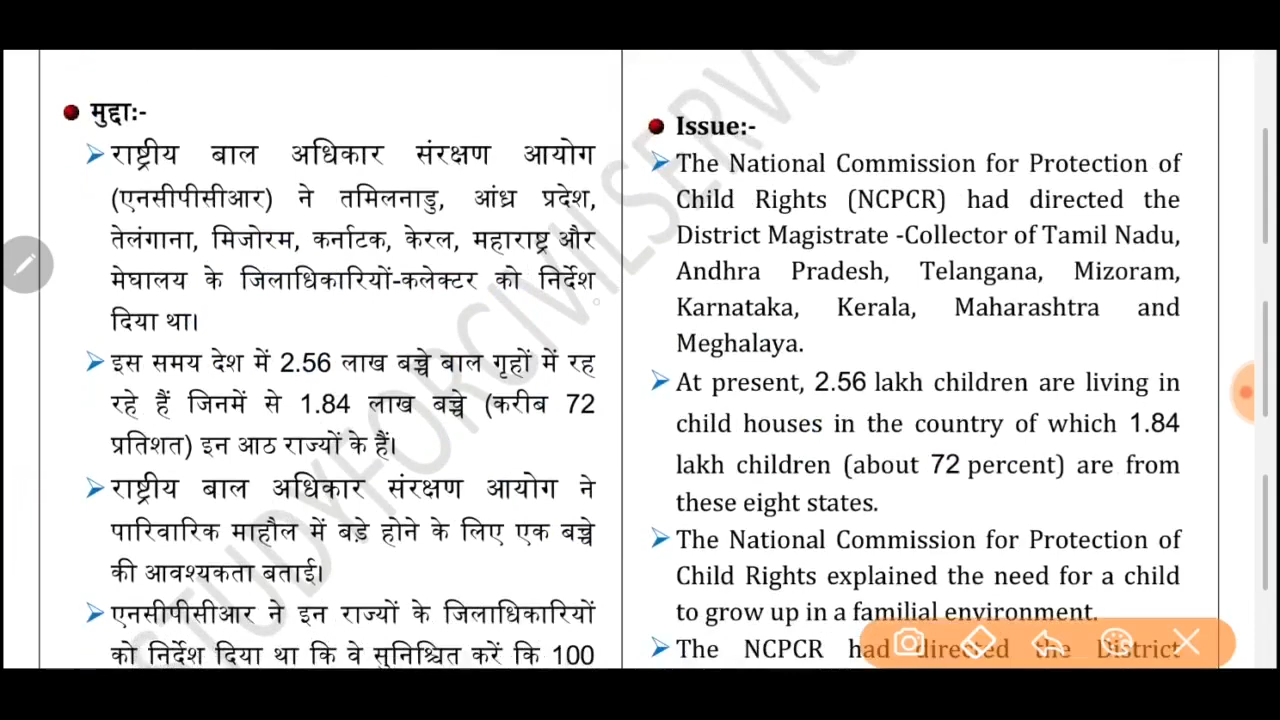 मुद्दाः-
राष्ट्रीय बाल अधिकार संरक्षण आयोग
(एनसीपीसीआर) ने तमिलनाडु, आंध्र प्रदेश,
तेलंगाना, मिजोरम, कर्नाटक, केरल, महाराष्ट्र और
मेघालय के जिलाधिकारियों-कलेक्टर को निर्देश
दिया था।
इस समय देश में 2.56 लाख बच्चे बाल गृहों में रह
रहे हैं जिनमें से 1.84 लाख बच्चे (करीब 72
प्रतिशत) इन आठ राज्यों के हैं।
राष्ट्रीय बाल अधिकार संरक्षण आयोग ने
पारिवारिक माहौल में बड़े होने के लिए एक बच्चे
की आवश्यकता बताई।
एनसीपीसीआर ने इन राज्यों के जिलाधिकारियों
को निर्देश दिया था कि वे सुनिश्चित करें कि 100
Issue:-
The National Commission for Protection of
Child Rights (NCPCR) had directed the
District Magistrate -Collector of Tamil Nadu,
Andhra Pradesh, Telangana, Mizoram,
Karnataka, Kerala, Maharashtra and
Meghalaya.
At present, 2.56 lakh children are living in
child houses in the country of which 1.84
lakh children (about 72 percent) are from
these eight states.
The National Commission for Protection of
Child Rights explained the need for a child
to grow up in a familial environment.
The NCPCR had directed the District
STUDYFORCIVILSERVIC